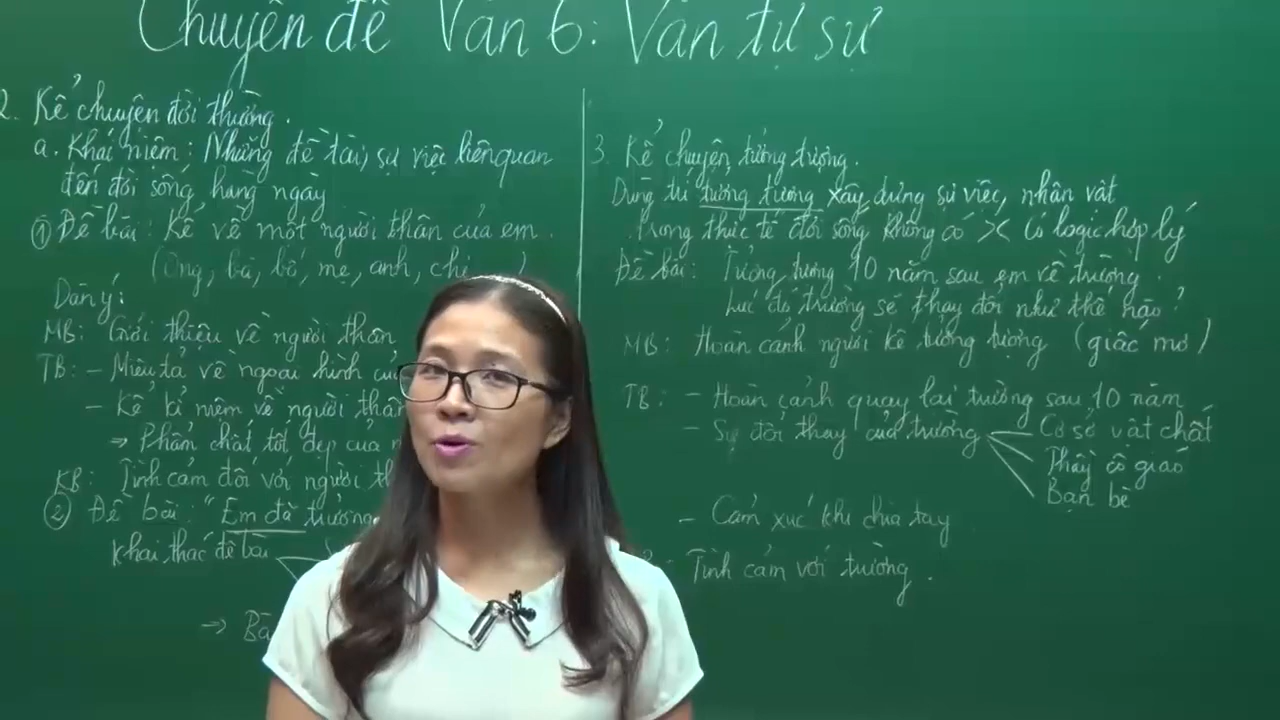 Chuyên đề Văn 6: Văn tự sự
2. Kể chuyện đời thường.
a. Khái niệm: Những đề tài, sự việc liên quan
đến đời sống hàng ngày
① Đề bài: Kể về một người thân của em.
(Ông, bà, bố, mẹ, anh, chị ... )
Dàn ý:
MB: Giới thiệu về người thân
TB: - Miêu tả về ngoại hình củ
- Kể kỉ niệm về người thân
→ Phẩm chất tốt đẹp của n
KB: Tình cảm đối với người th
② Đề bài: "Em đã trưởng
Khai thác đề bài
→ Bà
3. Kể chuyện tưởng tượng.
Dùng trí tưởng tượng xây dựng sự việc, nhân vật
trong thực tế đời sống không có X Có logic hợp lý
Đề bài: Tưởng tượng 10 năm sau em về trường.
Lúc đó trường sẽ thay đổi như thế nào?
MB: Hoàn cảnh người kể tưởng tượng (giấc mơ)
TB: - Hoàn cảnh quay lại trường sau 10 năm
- Sự đổi thay của trường Cơ sở vật chất
Thầy cô giáo
Bạn bè
- Cảm xúc khi chia tay
Tình cảm với trường.